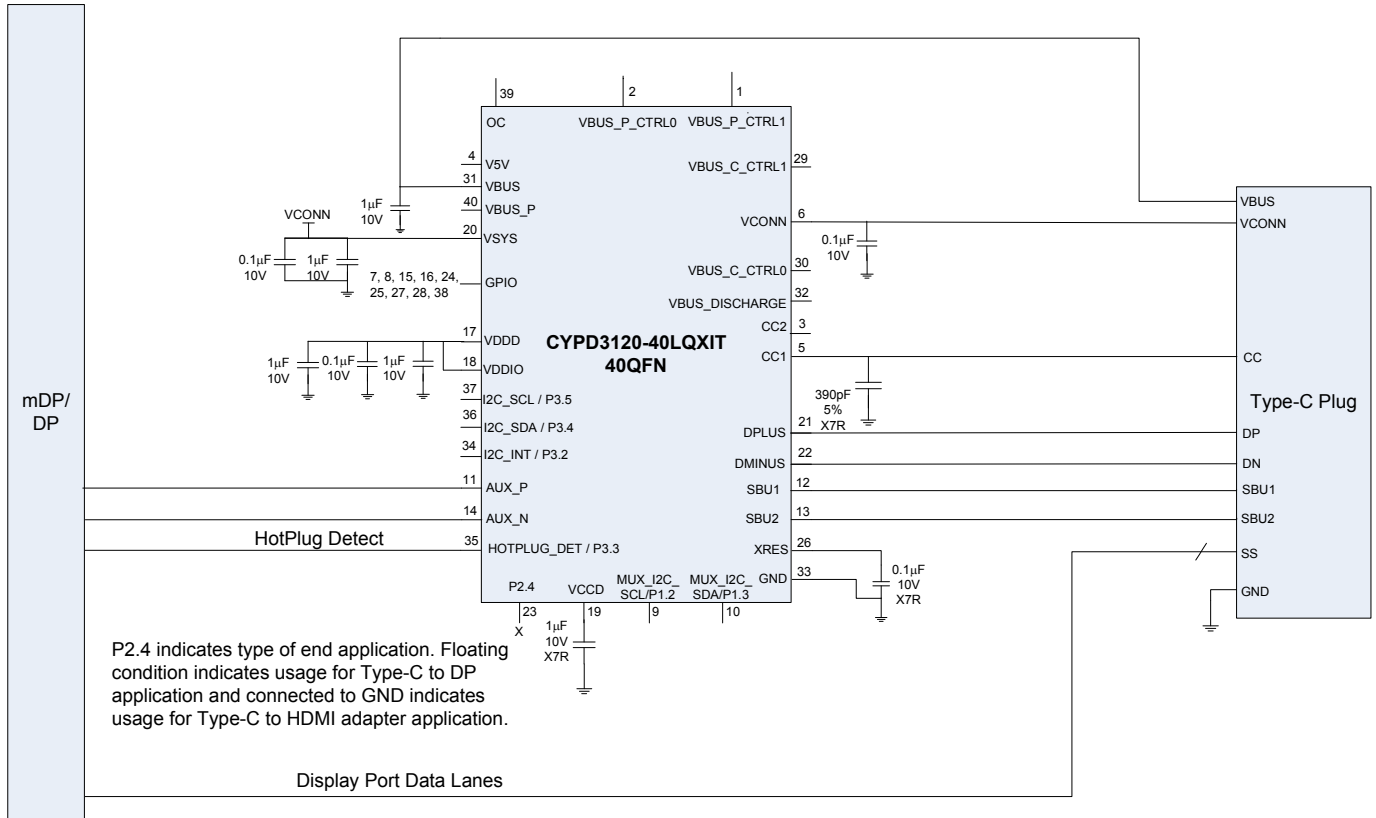 39
2
1
OC
VBUS_P_CTRL0
VBUS_P_CTRL1
4
V5V
VBUS_C_CTRL1
29
31
VBUS
VBUS
1µF
10V
40
VBUS_P
VCONN
VCONN
6
VCONN
20
VSYS
0.1µF
10V
0.1µF
10V
1µF
10V
VBUS_C_CTRL0
30
7, 8, 15, 16, 24,
25, 27, 28, 38
GPIO
VBUS_DISCHARGE
32
CC2
3
17
VDDD
CYPD3120-40LQXIT
40QFN
CC1
5
CC
1µF
10V
0.1µF
10V
1µF
10V
18
VDDIO
390pF
5%
X7R
mDP/
DP
37
I2C_SCL / P3.5
Type-C Plug
36
I2C_SDA / P3.4
DPLUS
21
DP
34
I2C_INT / P3.2
DMINUS
22
DN
11
AUX_P
SBU1
12
SBU1
14
AUX_N
SBU2
13
SBU2
HotPlug Detect
35
HOTPLUG_DET / P3.3
XRES
26
SS
0.1µF
10V
X7R
P2.4
VCCD
MUX_I2C_
SCL/P1.2
MUX_I2C_
SDA/P1.3
GND
33
GND
23
X
19
9
10
1µF
10V
X7R
P2.4 indicates type of end application. Floating
condition indicates usage for Type-C to DP
application and connected to GND indicates
usage for Type-C to HDMI adapter application.
Display Port Data Lanes